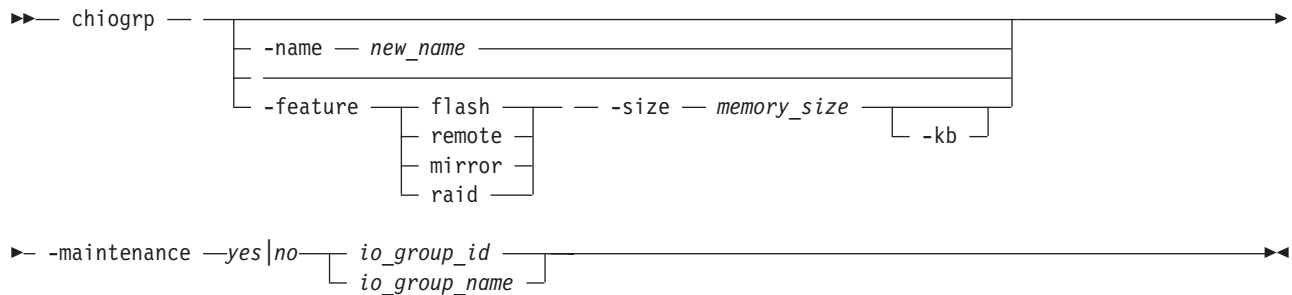 chiogrp
-name new_name
-feature flash -size memory_size
remote -kb
mirror
raid
-maintenance yes|no io_group_id
io_group_name